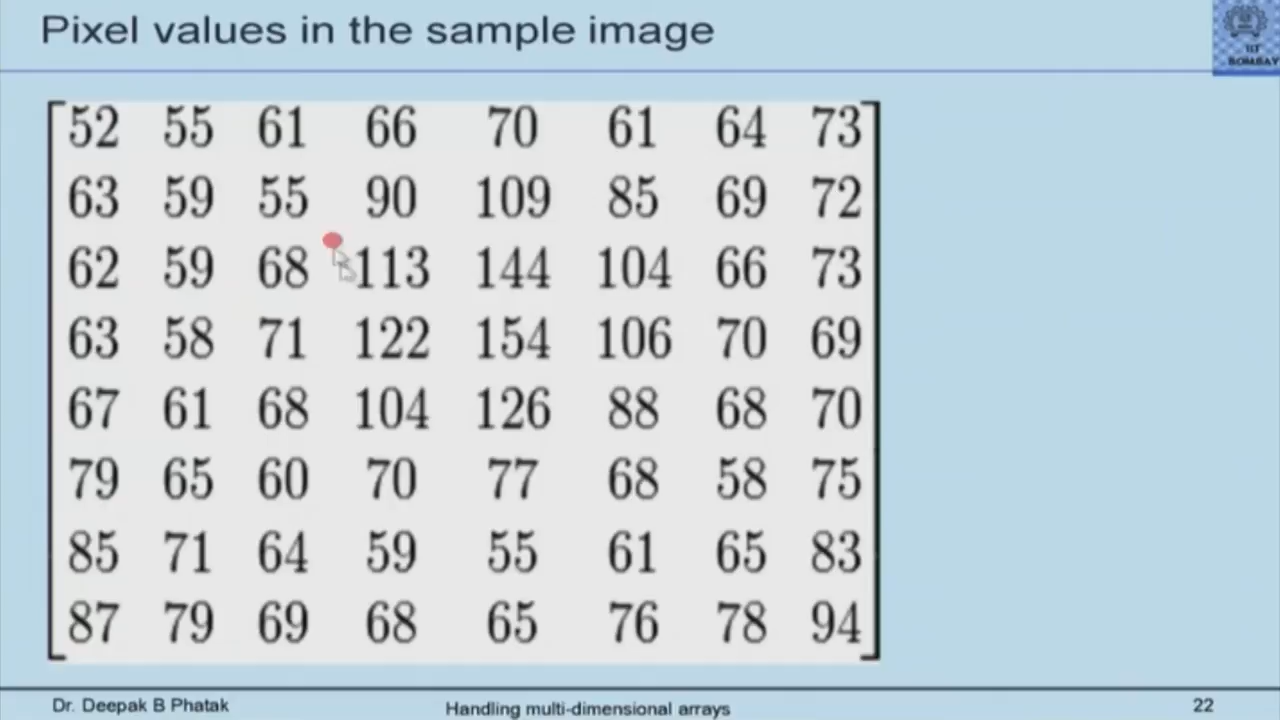 Pixel values in the sample image
IIT
BOMBAY
52 55 61 66 70 61 64 73
63 59 55 90 109 85 69 72
62 59 68 113 144 104 66 73
63 58 71 122 154 106 70 69
67 61 68 104 126 88 68 70
79 65 60 70 77 68 58 75
85 71 64 59 55 61 65 83
87 79 69 68 65 76 78 94
Dr. Deepak B Phatak Handling multi-dimensional arrays 22